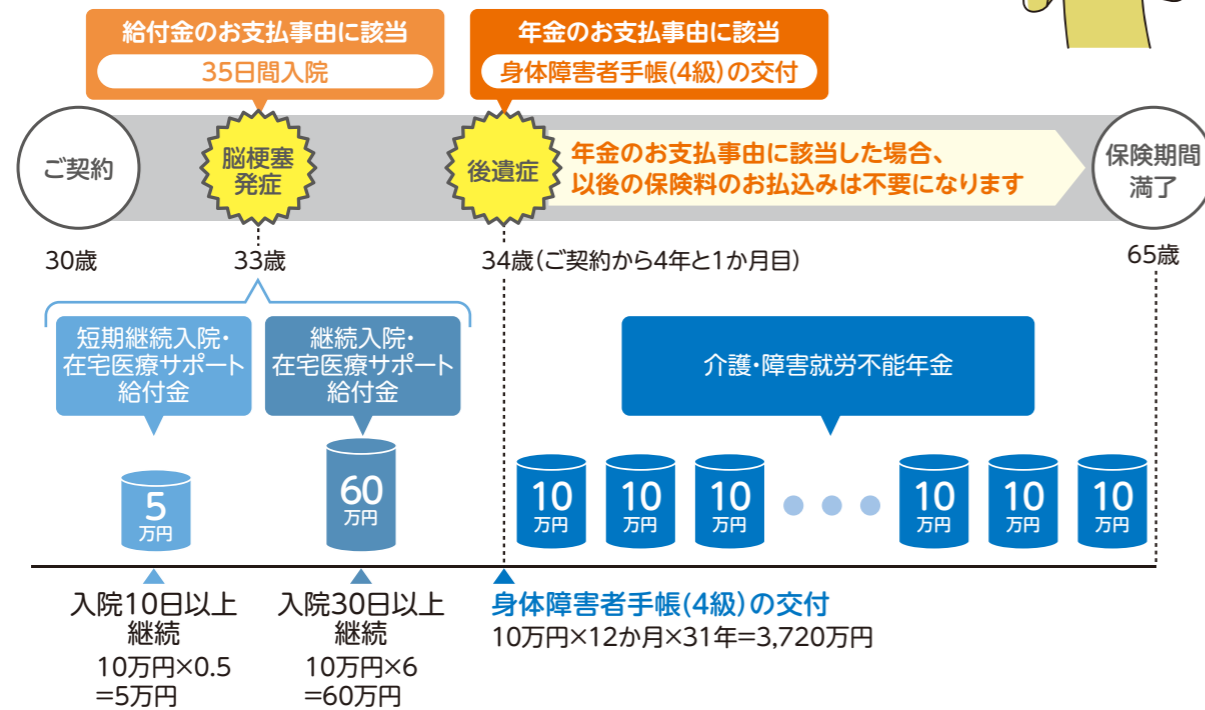 給付金のお支払事由に該当
35日間入院
年金のお支払事由に該当
身体障害者手帳(4級)の交付
ご契約
脳梗塞
発症
後遺症
年金のお支払事由に該当した場合、
以後の保険料のお払込みは不要になります
保険期間
満了
30歳
33歳
34歳(ご契約から4年と1か月目)
65歳
短期継続入院・
在宅医療サポート
給付金
継続入院・
在宅医療サポート
給付金
介護・障害就労不能年金
5
万円
60
万円
10
万円
10
万円
10
万円
10
万円
10
万円
10
万円
入院10日以上
継続
10万円×0.5
=5万円
入院30日以上
継続
10万円×6
=60万円
身体障害者手帳(4級)の交付
10万円×12か月×31年=3,720万円